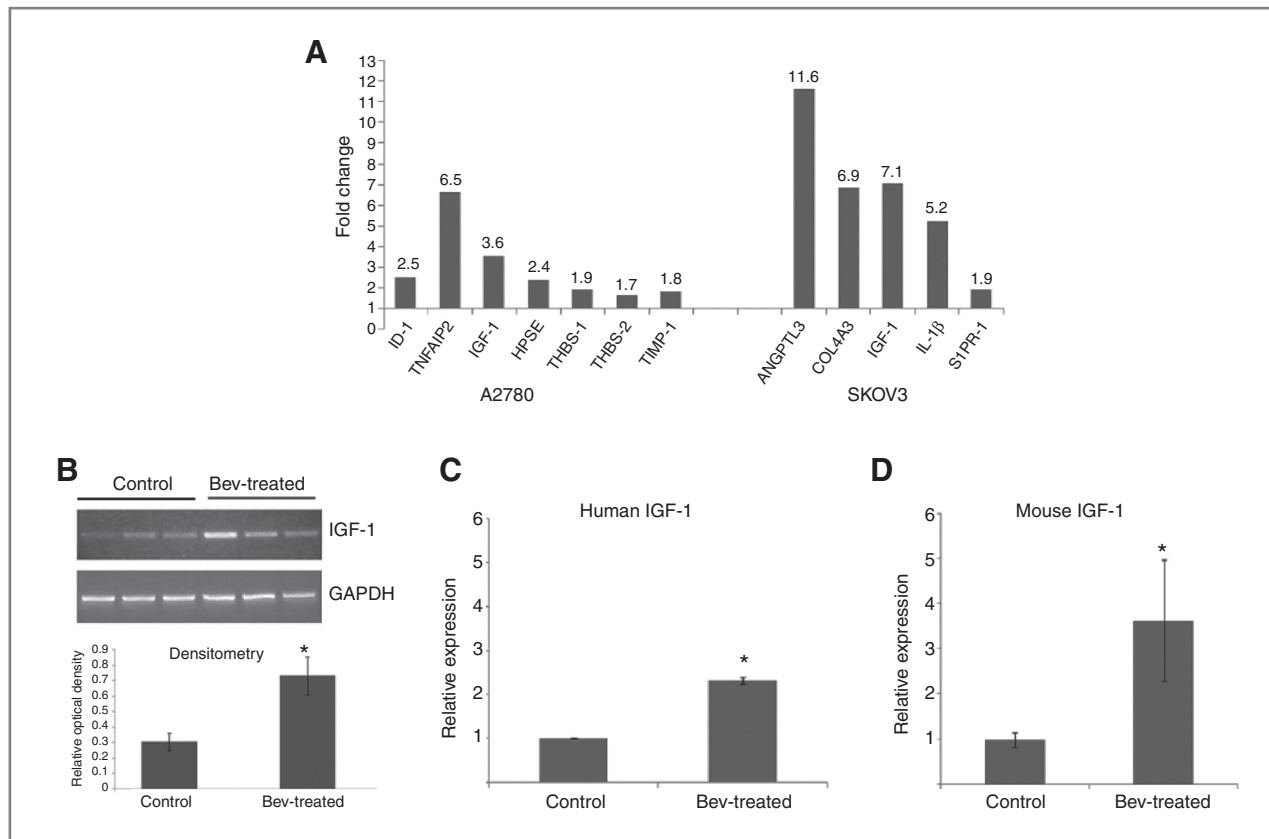 A
Fold change
13
12
11
10
9
8
7
6
5
4
3
2
1
0
2.5
6.5
3.6
2.4
1.9
1.7
1.8
11.6
6.9
7.1
5.2
1.9
ID-1
TNFAIP2
IGF-1
HPSE
THBS-1
THBS-2
TIMP-1
ANGPTL3
COL4A3
IGF-1
IL-1β
S1PR-1
A2780
SKOV3
B
Control Bev-treated
IGF-1
GAPDH
Densitometry
Relative optical density
0.9
0.8
0.7
0.6
0.5
0.4
0.3
0.2
0.1
0
*
Control Bev-treated
C
Human IGF-1
Relative expression
6
5
4
3
2
1
*
Control Bev-treated
D
Mouse IGF-1
Relative expression
6
5
4
3
2
1
*
Control Bev-treated